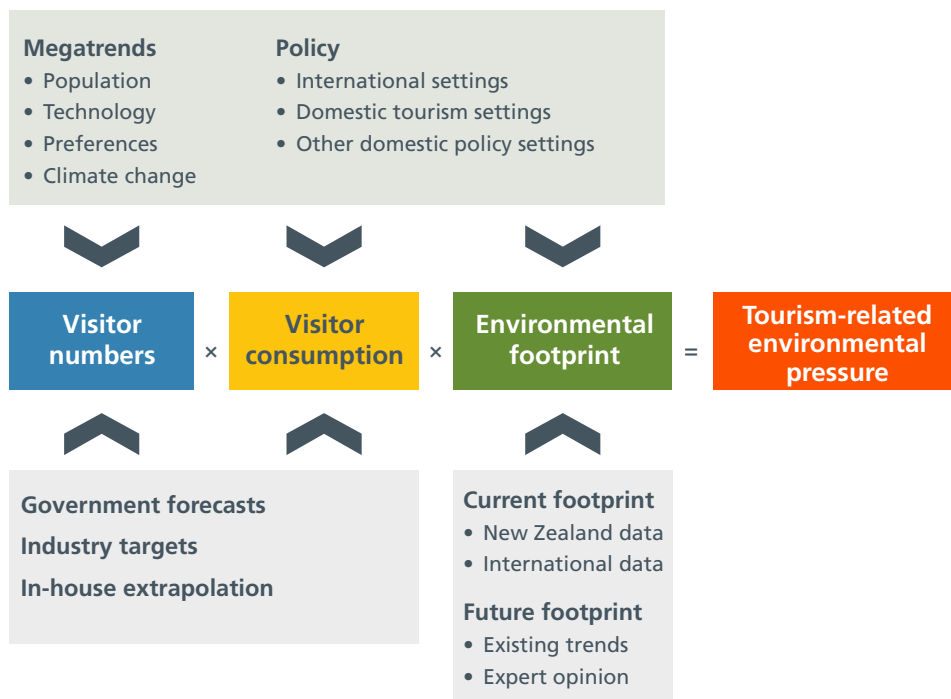 Megatrends
• Population
• Technology
• Preferences
• Climate change
Policy
• International settings
• Domestic tourism settings
• Other domestic policy settings
Visitor
numbers
×
Visitor
consumption
×
Environmental
footprint
=
Tourism-related
environmental
pressure
Government forecasts
Industry targets
In-house extrapolation
Current footprint
• New Zealand data
• International data
Future footprint
• Existing trends
• Expert opinion